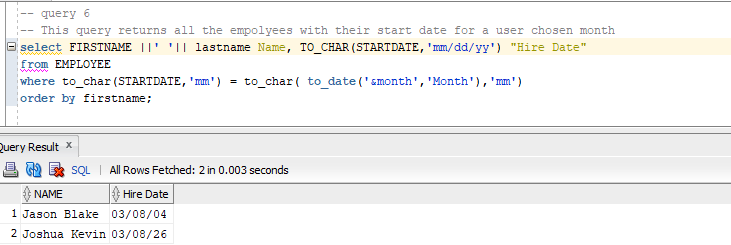 -- query 6
-- This query returns all the empolyees with their start date for a user chosen month
select FIRSTNAME ||' '|| lastname Name, TO_CHAR(STARTDATE,'mm/dd/yy') "Hire Date"
from EMPLOYEE
where to_char(STARTDATE,'mm') = to_char( to_date('&month','Month'),'mm')
order by firstname;
Query Result x
SQL | All Rows Fetched: 2 in 0.003 seconds
NAME Hire Date
1 Jason Blake 03/08/04
2 Joshua Kevin 03/08/26